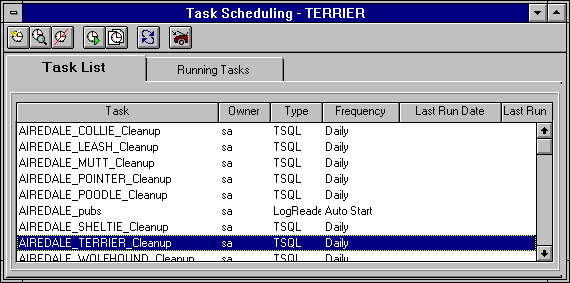 Task Scheduling - TERRIER
Task List
Running Tasks
Task Owner Type Frequency Last Run Date Last Run
AIREDALE_COLLIE_Cleanup sa TSQL Daily
AIREDALE_LEASH_Cleanup sa TSQL Daily
AIREDALE_MUTT_Cleanup sa TSQL Daily
AIREDALE_POINTER_Cleanup sa TSQL Daily
AIREDALE_POODLE_Cleanup sa TSQL Daily
AIREDALE_pubs sa LogReade Auto Start
AIREDALE_SHELTIE_Cleanup sa TSQL Daily
AIREDALE_TERRIER_Cleanup sa TSQL Daily
AIREDALE_WOLFHOUND_Cleanup sa TSQL Daily